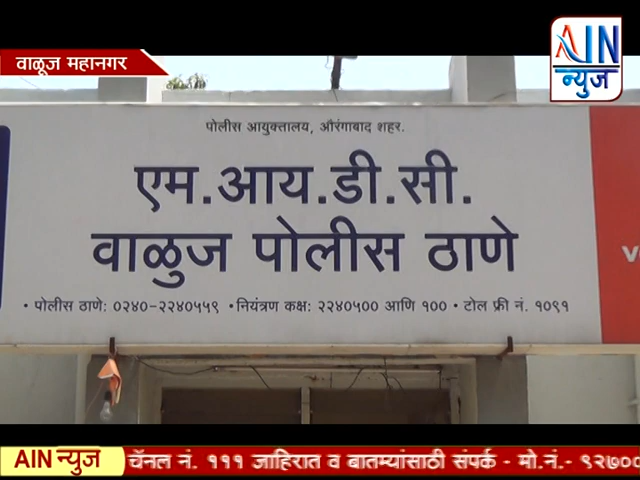 AIN
न्युज
वाळूज महानगर
पोलीस आयुक्तालय, औरंगाबाद शहर.
एम.आय.डी.सी.
वाळुज पोलीस ठाणे
• पोलीस ठाणे: ०२४०-२२४०५५९ • नियंत्रण कक्ष: २२४०५०० आणि १०० • टोल फ्री नं. १०९१
V
AIN न्युज चॅनल नं. १११ जाहिरात व बातम्यांसाठी संपर्क - मो.नं.- ९२७००